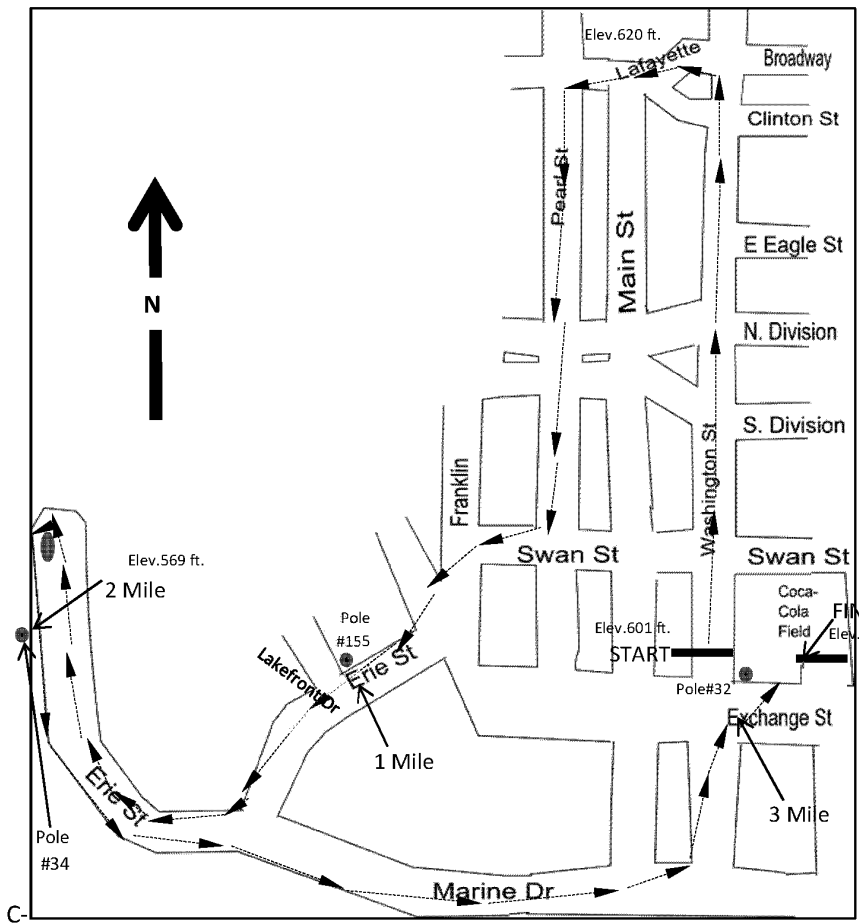 Elev.620 ft.
Lafayette
Broadway
Clinton St
Pearl St
Main St
E Eagle St
N
N. Division
S. Division
Washington St
Franklin
Swan St
Swan St
Elev.569 ft.
2 Mile
Coca-
Cola
Field
FIN
Elev.
Elev.601 ft.
START
Pole
#155
Erie St
Lakefront Dr
Pole#32
Exchange St
1 Mile
3 Mile
Erie St
Pole
#34
Marine Dr
C-